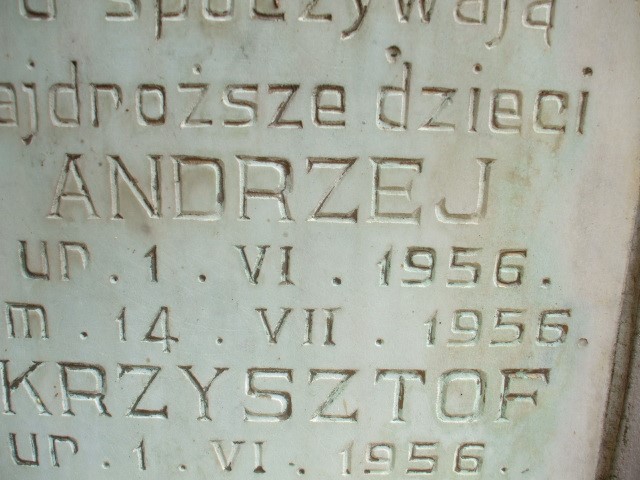 u spoczywają
ajdroższe dzieci
ANDRZEJ
ur. 1. VI. 1956.
m. 14. VII. 1956.
KRZYSZTOF
ur. 1. VI. 1956.